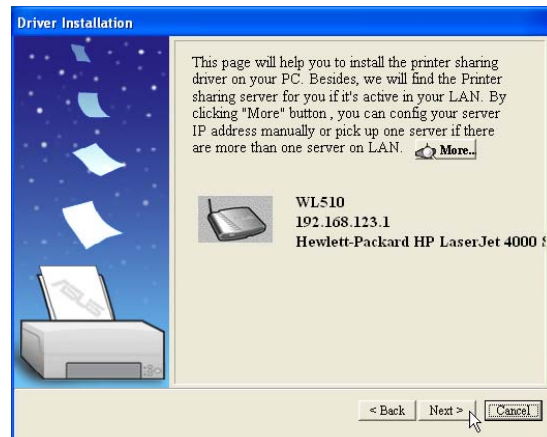 Driver Installation
This page will help you to install the printer sharing
driver on your PC. Besides, we will find the Printer
sharing server for you if it's active in your LAN. By
clicking "More" button , you can config your server
IP address manually or pick up one server if there
are more than one server on LAN. More..
WL510
192.168.123.1
Hewlett-Packard HP LaserJet 4000 S
ASUS
< Back Next > Cancel